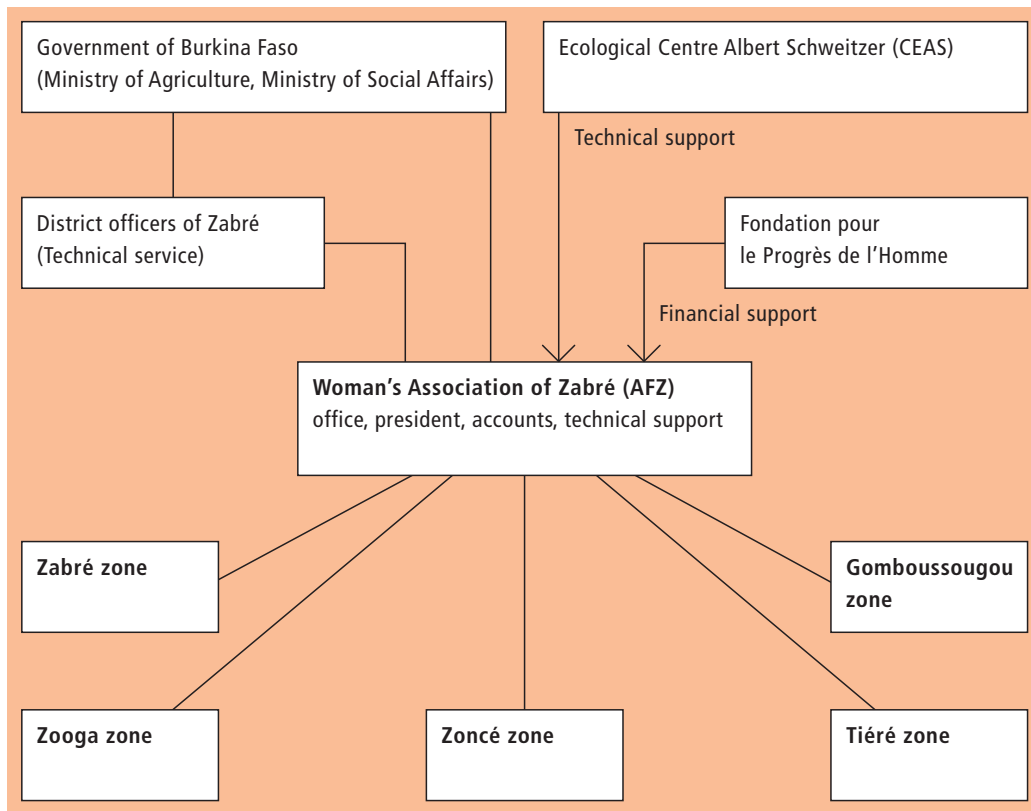 Government of Burkina Faso
(Ministry of Agriculture, Ministry of Social Affairs)
Ecological Centre Albert Schweitzer (CEAS)
Technical support
District officers of Zabré
(Technical service)
Fondation pour
le Progrès de l’Homme
Financial support
Woman’s Association of Zabré (AFZ)
office, president, accounts, technical support
Zabré zone
Gomboussougou
zone
Zooga zone
Zoncé zone
Tiéré zone